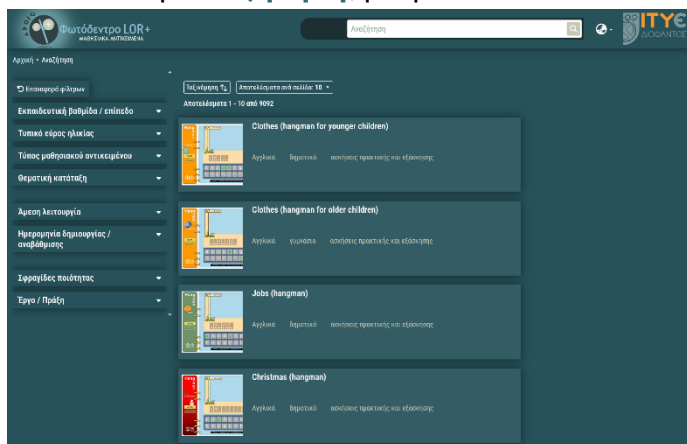 Φωτόδεντρο LOR+
ΜΑΘΗΣΙΑΚΑ ΑΝΤΙΚΕΙΜΕΝΑ
Αναζήτηση
ΙΤΥΕ
ΔΙΟΦΑΝΤΟΣ
Αρχική • Αναζήτηση
Επαναφορά φίλτρων
Εκπαιδευτική βαθμίδα / επίπεδο
Τυπικό εύρος ηλικίας
Τύπος μαθησιακού αντικειμένου
Θεματική κατάταξη
Άμεση λειτουργία
Ημερομηνία δημιουργίας /
αναβάθμισης
Σφραγίδες ποιότητας
Έργο / Πράξη
Ταξινόμηση
Αποτελέσματα ανά σελίδα: 10
Αποτελέσματα 1 - 10 από 9092
Clothes (hangman for younger children)
Αγγλικά δημοτικό ασκήσεις πρακτικής και εξάσκησης
Clothes (hangman for older children)
Αγγλικά γυμνάσιο ασκήσεις πρακτικής και εξάσκησης
Jobs (hangman)
Αγγλικά δημοτικό ασκήσεις πρακτικής και εξάσκησης
Christmas (hangman)
Αγγλικά δημοτικό ασκήσεις πρακτικής και εξάσκησης